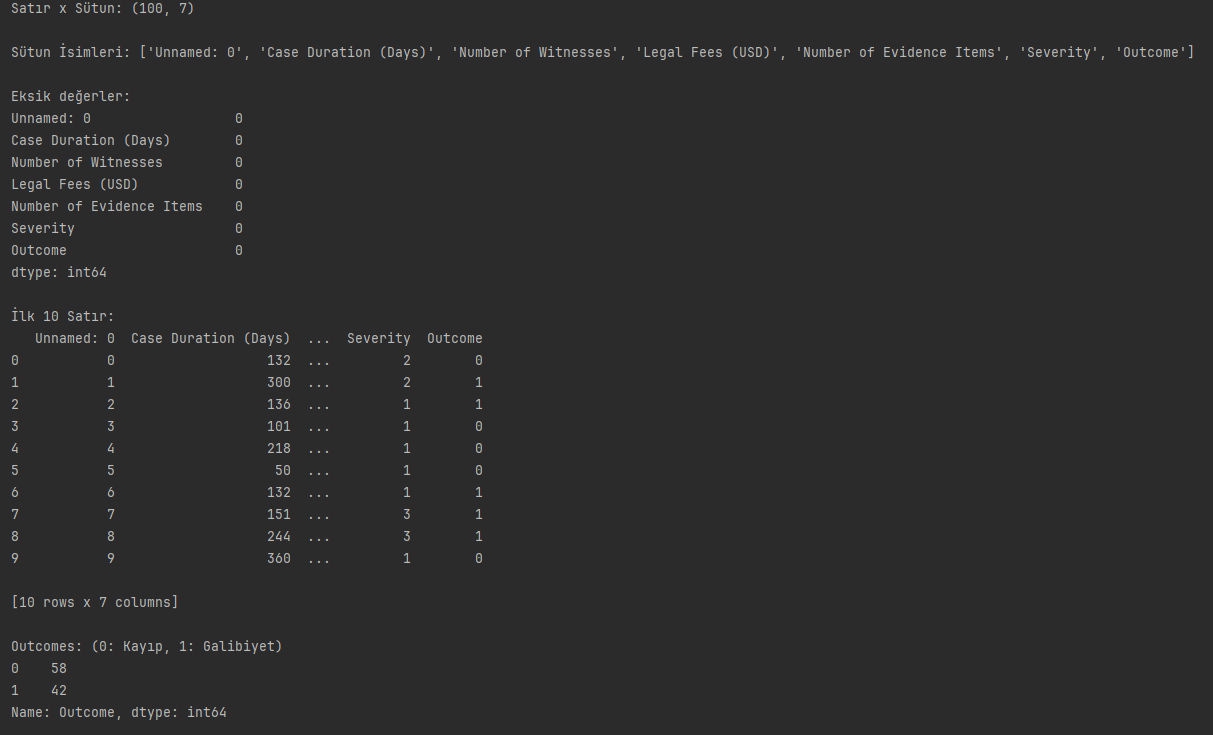 Satır x Sütun: (100, 7)
Sütun İsimleri: ['Unnamed: 0', 'Case Duration (Days)', 'Number of Witnesses', 'Legal Fees (USD)', 'Number of Evidence Items', 'Severity', 'Outcome']
Eksik değerler:
Unnamed: 0                  0
Case Duration (Days)        0
Number of Witnesses         0
Legal Fees (USD)            0
Number of Evidence Items    0
Severity                    0
Outcome                     0
dtype: int64
İlk 10 Satır:
   Unnamed: 0  Case Duration (Days)  ...  Severity  Outcome
0           0                   132  ...         2        0
1           1                   300  ...         2        1
2           2                   136  ...         1        1
3           3                   101  ...         1        0
4           4                   218  ...         1        0
5           5                    50  ...         1        0
6           6                   132  ...         1        1
7           7                   151  ...         3        1
8           8                   244  ...         3        1
9           9                   360  ...         1        0
[10 rows x 7 columns]
Outcomes: (0: Kayıp, 1: Galibiyet)
0    58
1    42
Name: Outcome, dtype: int64